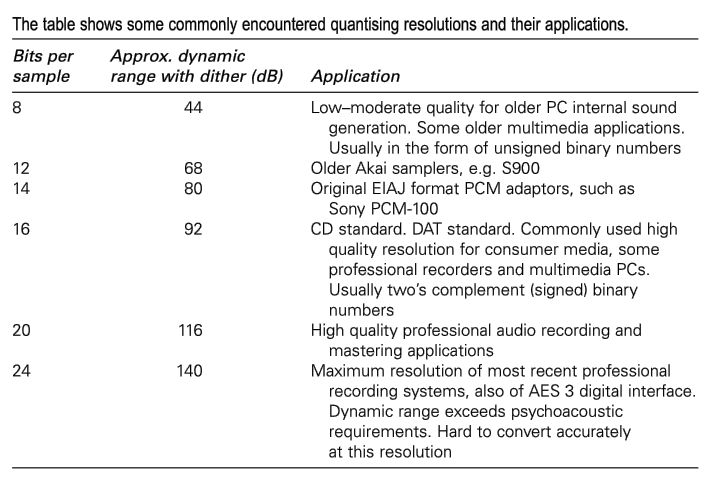 The table shows some commonly encountered quantising resolutions and their applications.
Bits per Approx. dynamic
sample range with dither (dB) Application
8 44 Low–moderate quality for older PC internal sound
generation. Some older multimedia applications.
Usually in the form of unsigned binary numbers
12 68 Older Akai samplers, e.g. S900
14 80 Original EIAJ format PCM adaptors, such as
Sony PCM-100
16 92 CD standard. DAT standard. Commonly used high
quality resolution for consumer media, some
professional recorders and multimedia PCs.
Usually two’s complement (signed) binary
numbers
20 116 High quality professional audio recording and
mastering applications
24 140 Maximum resolution of most recent professional
recording systems, also of AES 3 digital interface.
Dynamic range exceeds psychoacoustic
requirements. Hard to convert accurately
at this resolution